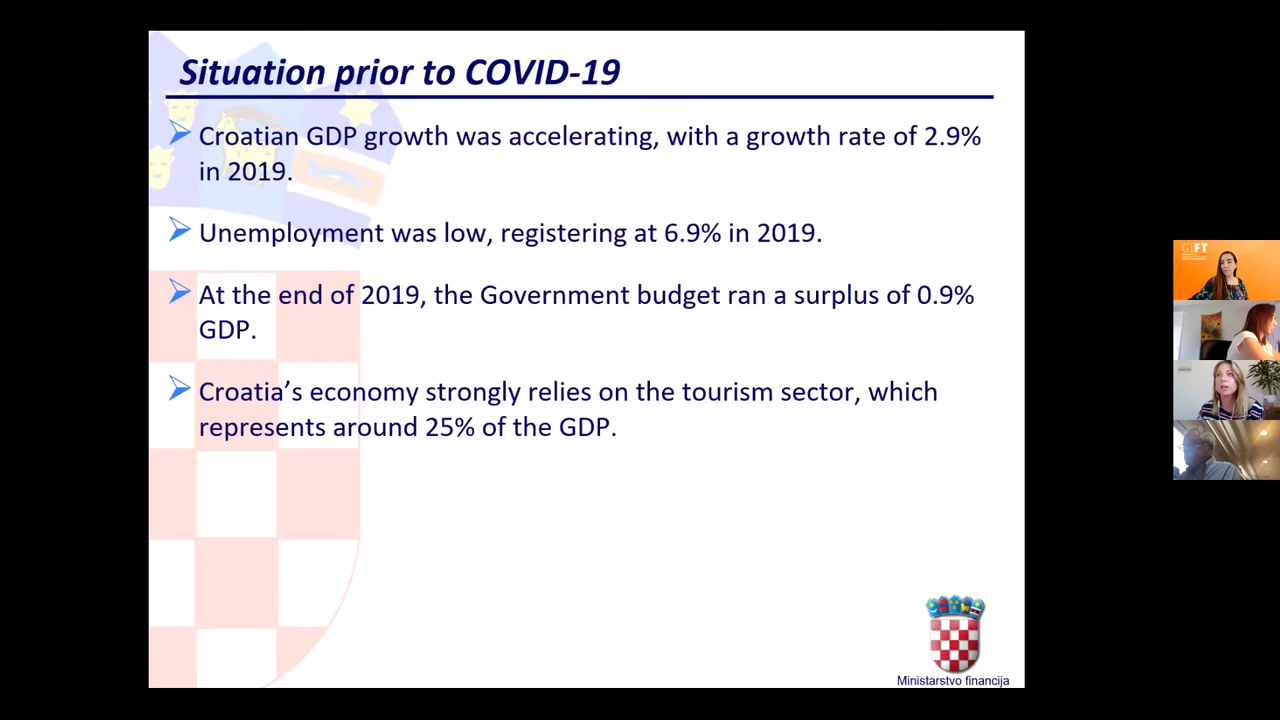 Situation prior to COVID-19
Croatian GDP growth was accelerating, with a growth rate of 2.9%
in 2019.
Unemployment was low, registering at 6.9% in 2019.
At the end of 2019, the Government budget ran a surplus of 0.9%
GDP.
Croatia’s economy strongly relies on the tourism sector, which
represents around 25% of the GDP.
Ministarstvo financija
GIFT